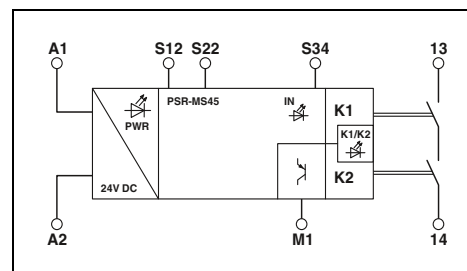 A1 S12 S22 S34 13
PSR-MS45 IN K1
PWR K1/K2
24V DC K2
A2 M1 14